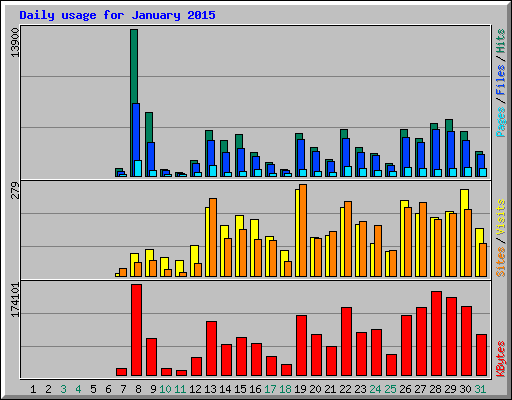 Daily usage for January 2015
13900
279
174101
Pages/Files/Hits
Sites/Visits
KBytes
1 2 3 4 5 6 7 8 9 10 11 12 13 14 15 16 17 18 19 20 21 22 23 24 25 26 27 28 29 30 31